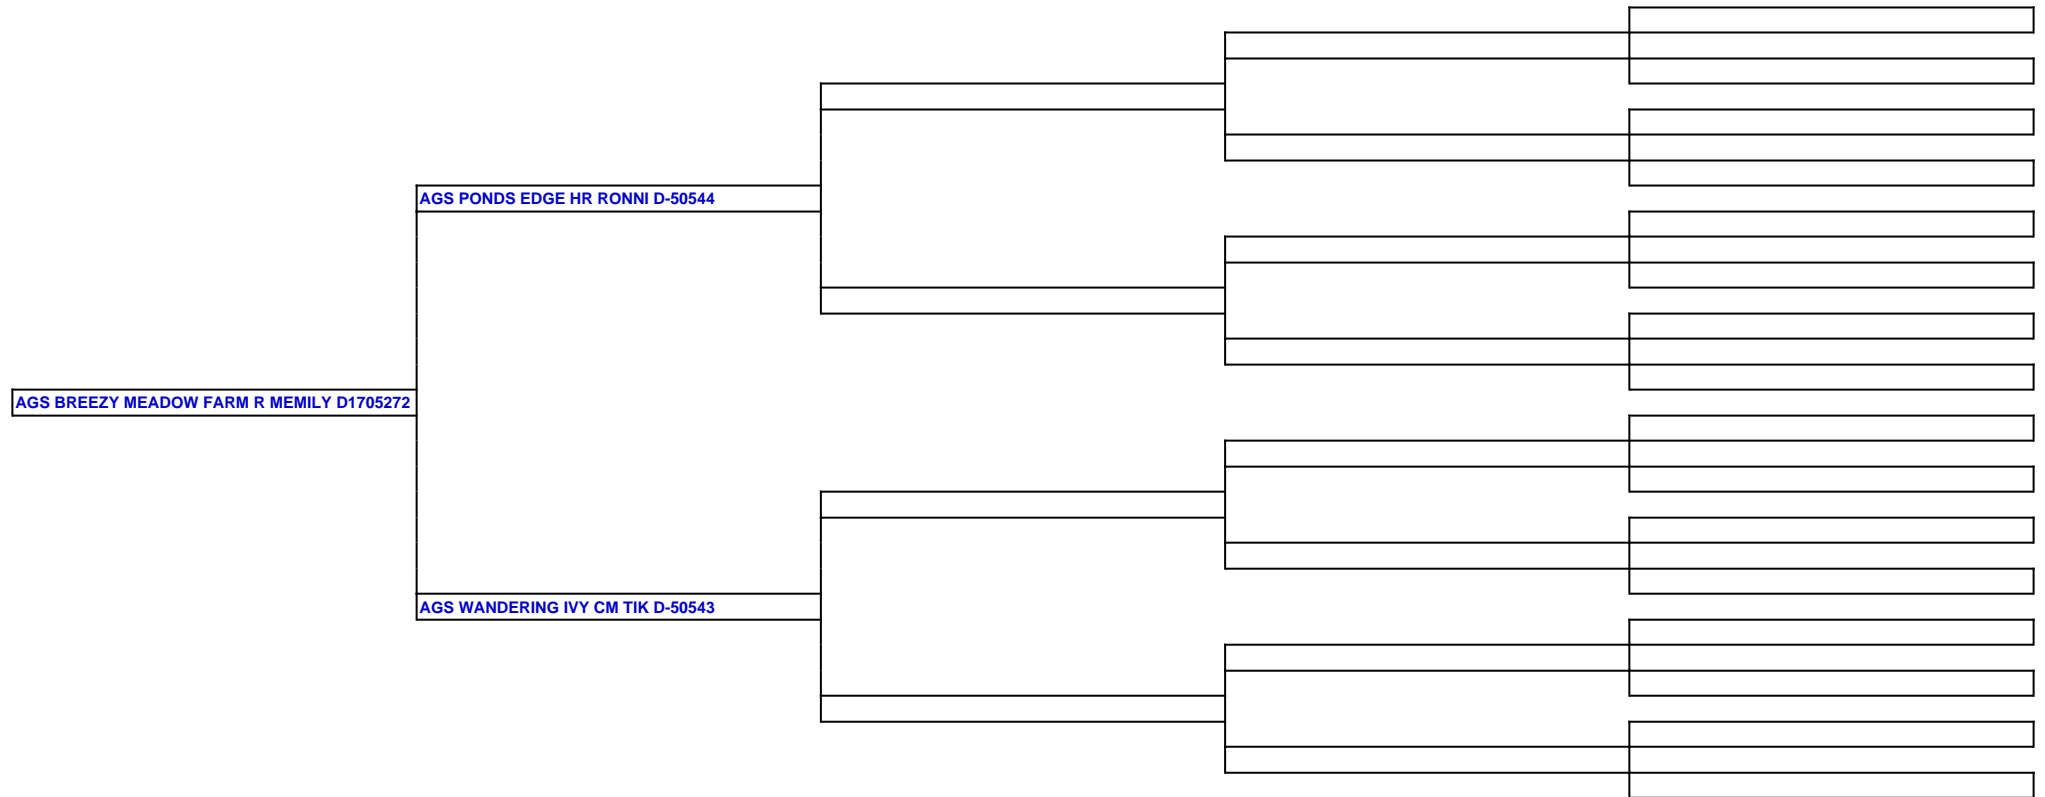 AGS PONDS EDGE HR RONNI D-50544
AGS BREEZY MEADOW FARM R MEMILY D1705272
AGS WANDERING IVY CM TIK D-50543